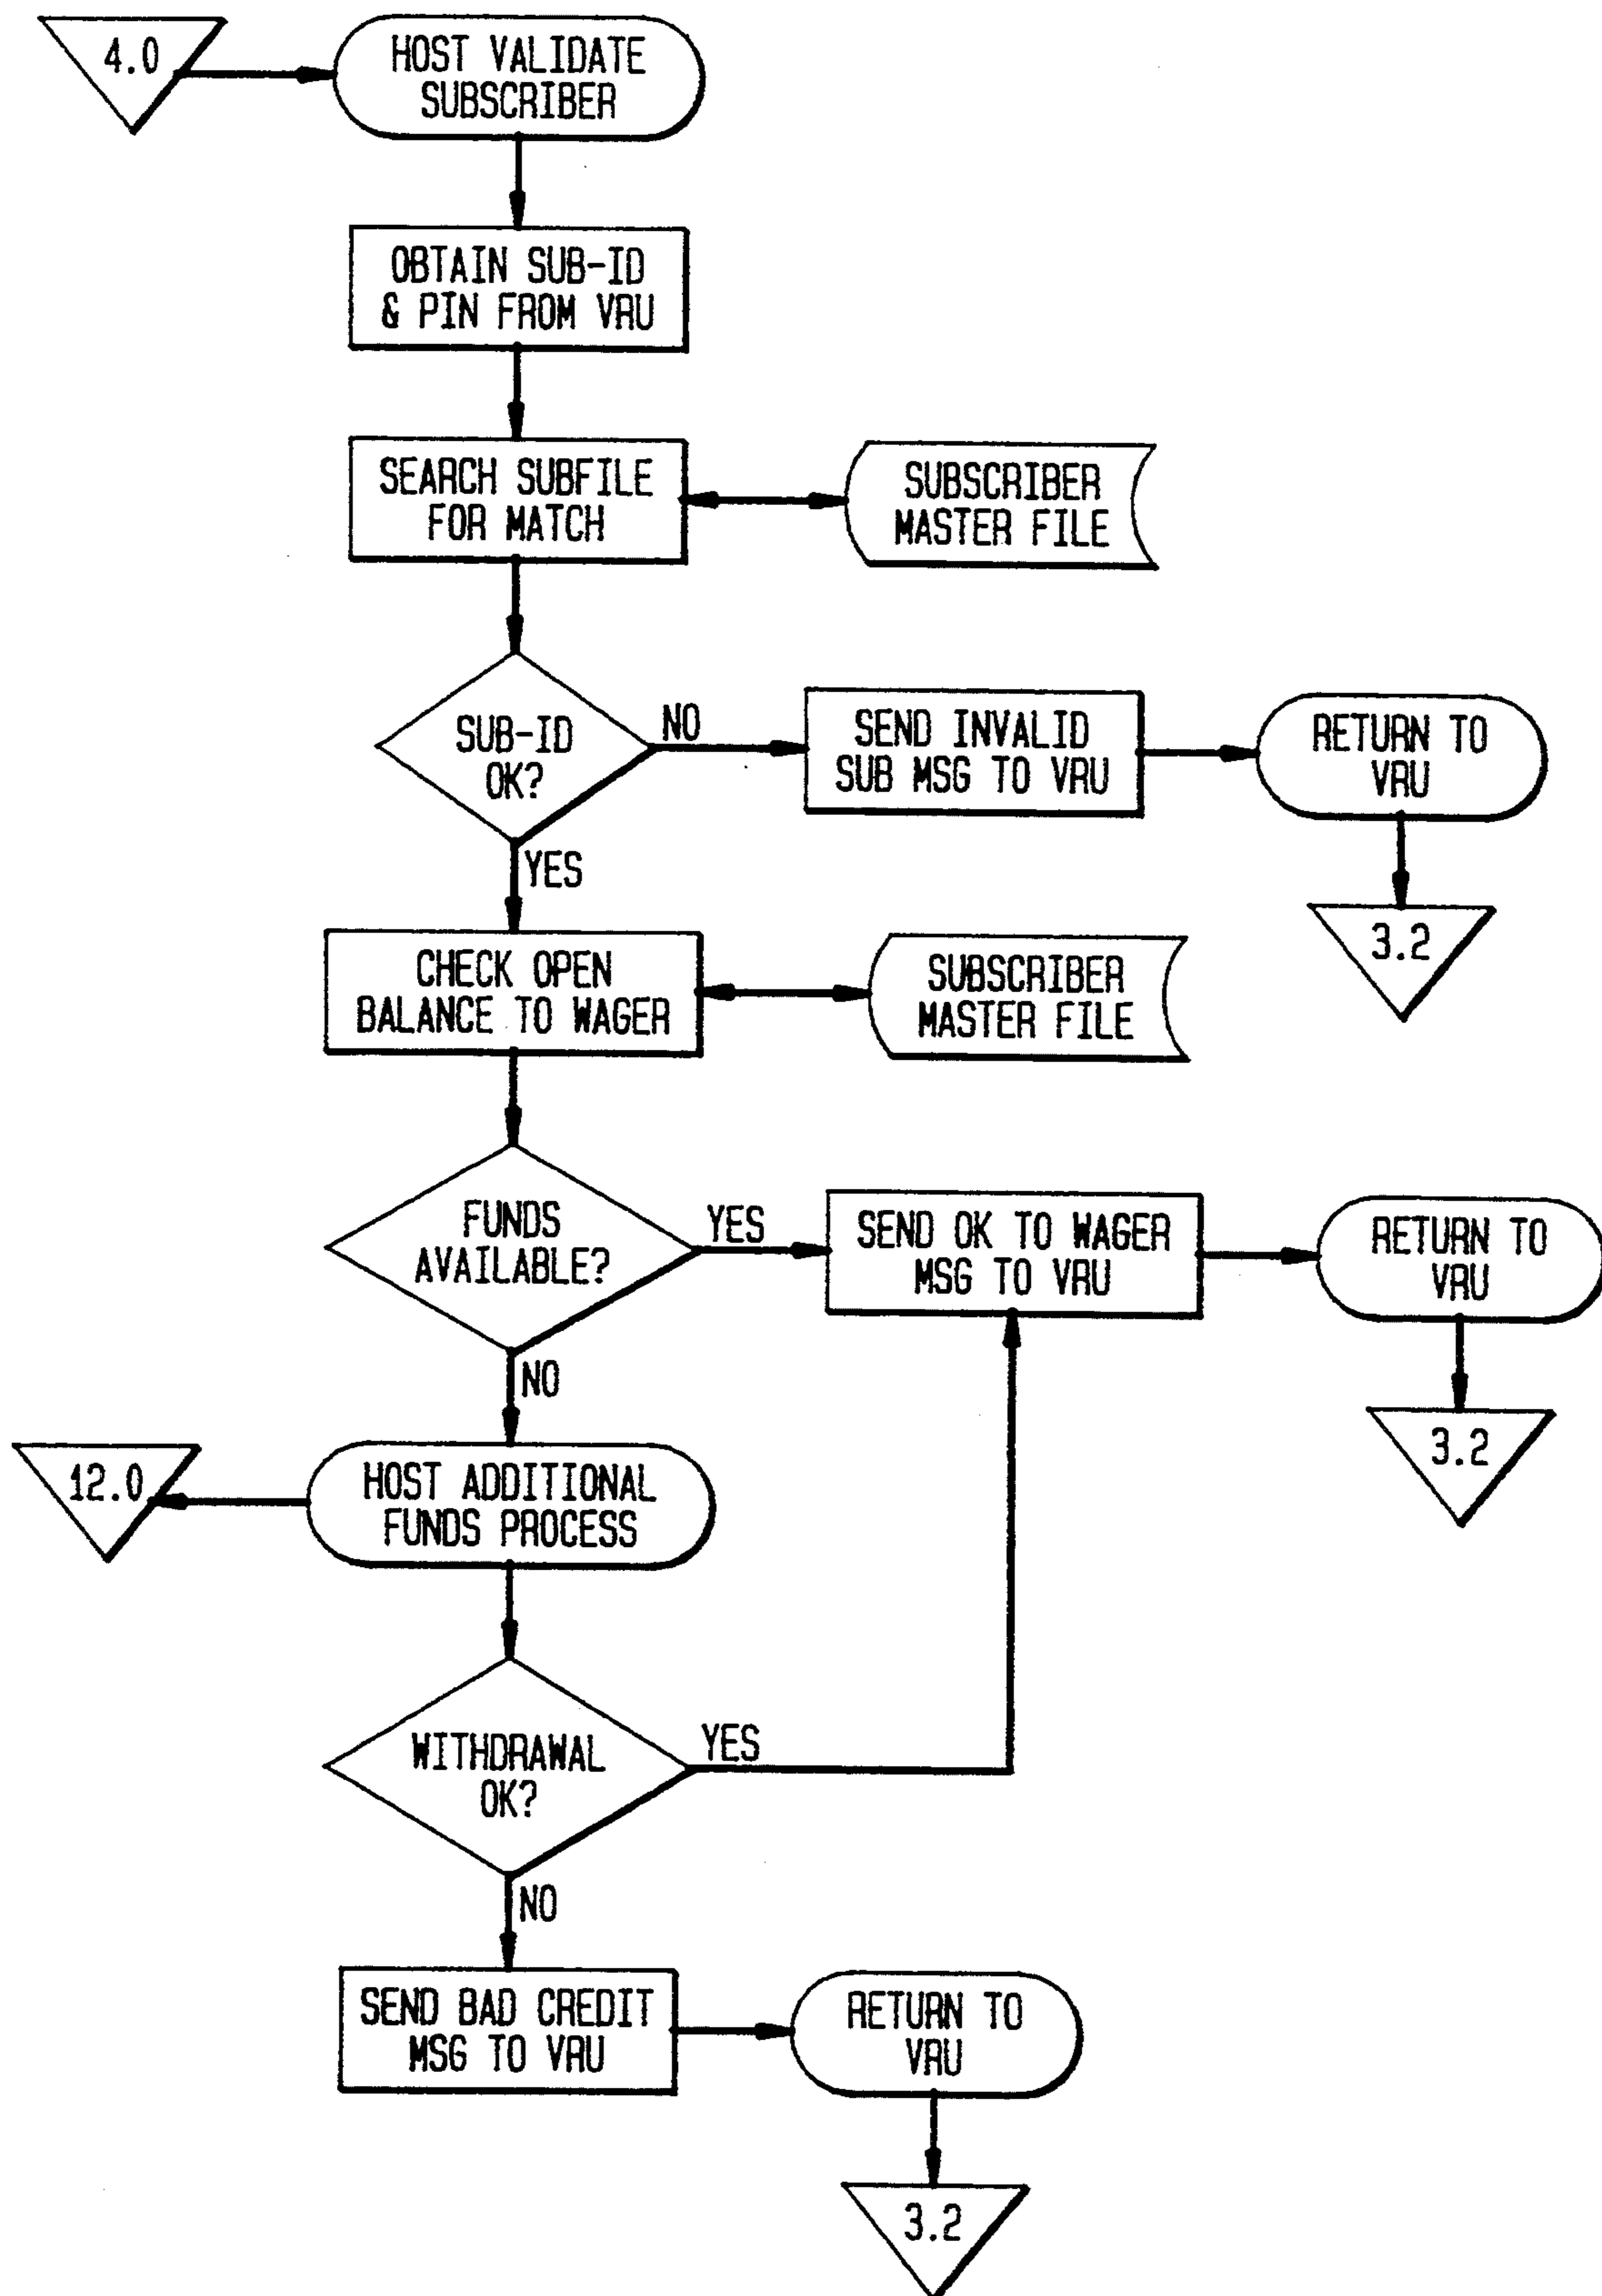 4.0
HOST VALIDATE
SUBSCRIBER
OBTAIN SUB-ID
& PIN FROM VRU
SEARCH SUBFILE
FOR MATCH
SUBSCRIBER
MASTER FILE
SUB-ID
OK?
NO
SEND INVALID
SUB MSG TO VRU
RETURN TO
VRU
3.2
YES
CHECK OPEN
BALANCE TO WAGER
SUBSCRIBER
MASTER FILE
FUNDS
AVAILABLE?
YES
SEND OK TO WAGER
MSG TO VRU
RETURN TO
VRU
3.2
NO
12.0
HOST ADDITIONAL
FUNDS PROCESS
WITHDRAWAL
OK?
YES
NO
SEND BAD CREDIT
MSG TO VRU
RETURN TO
VRU
3.2